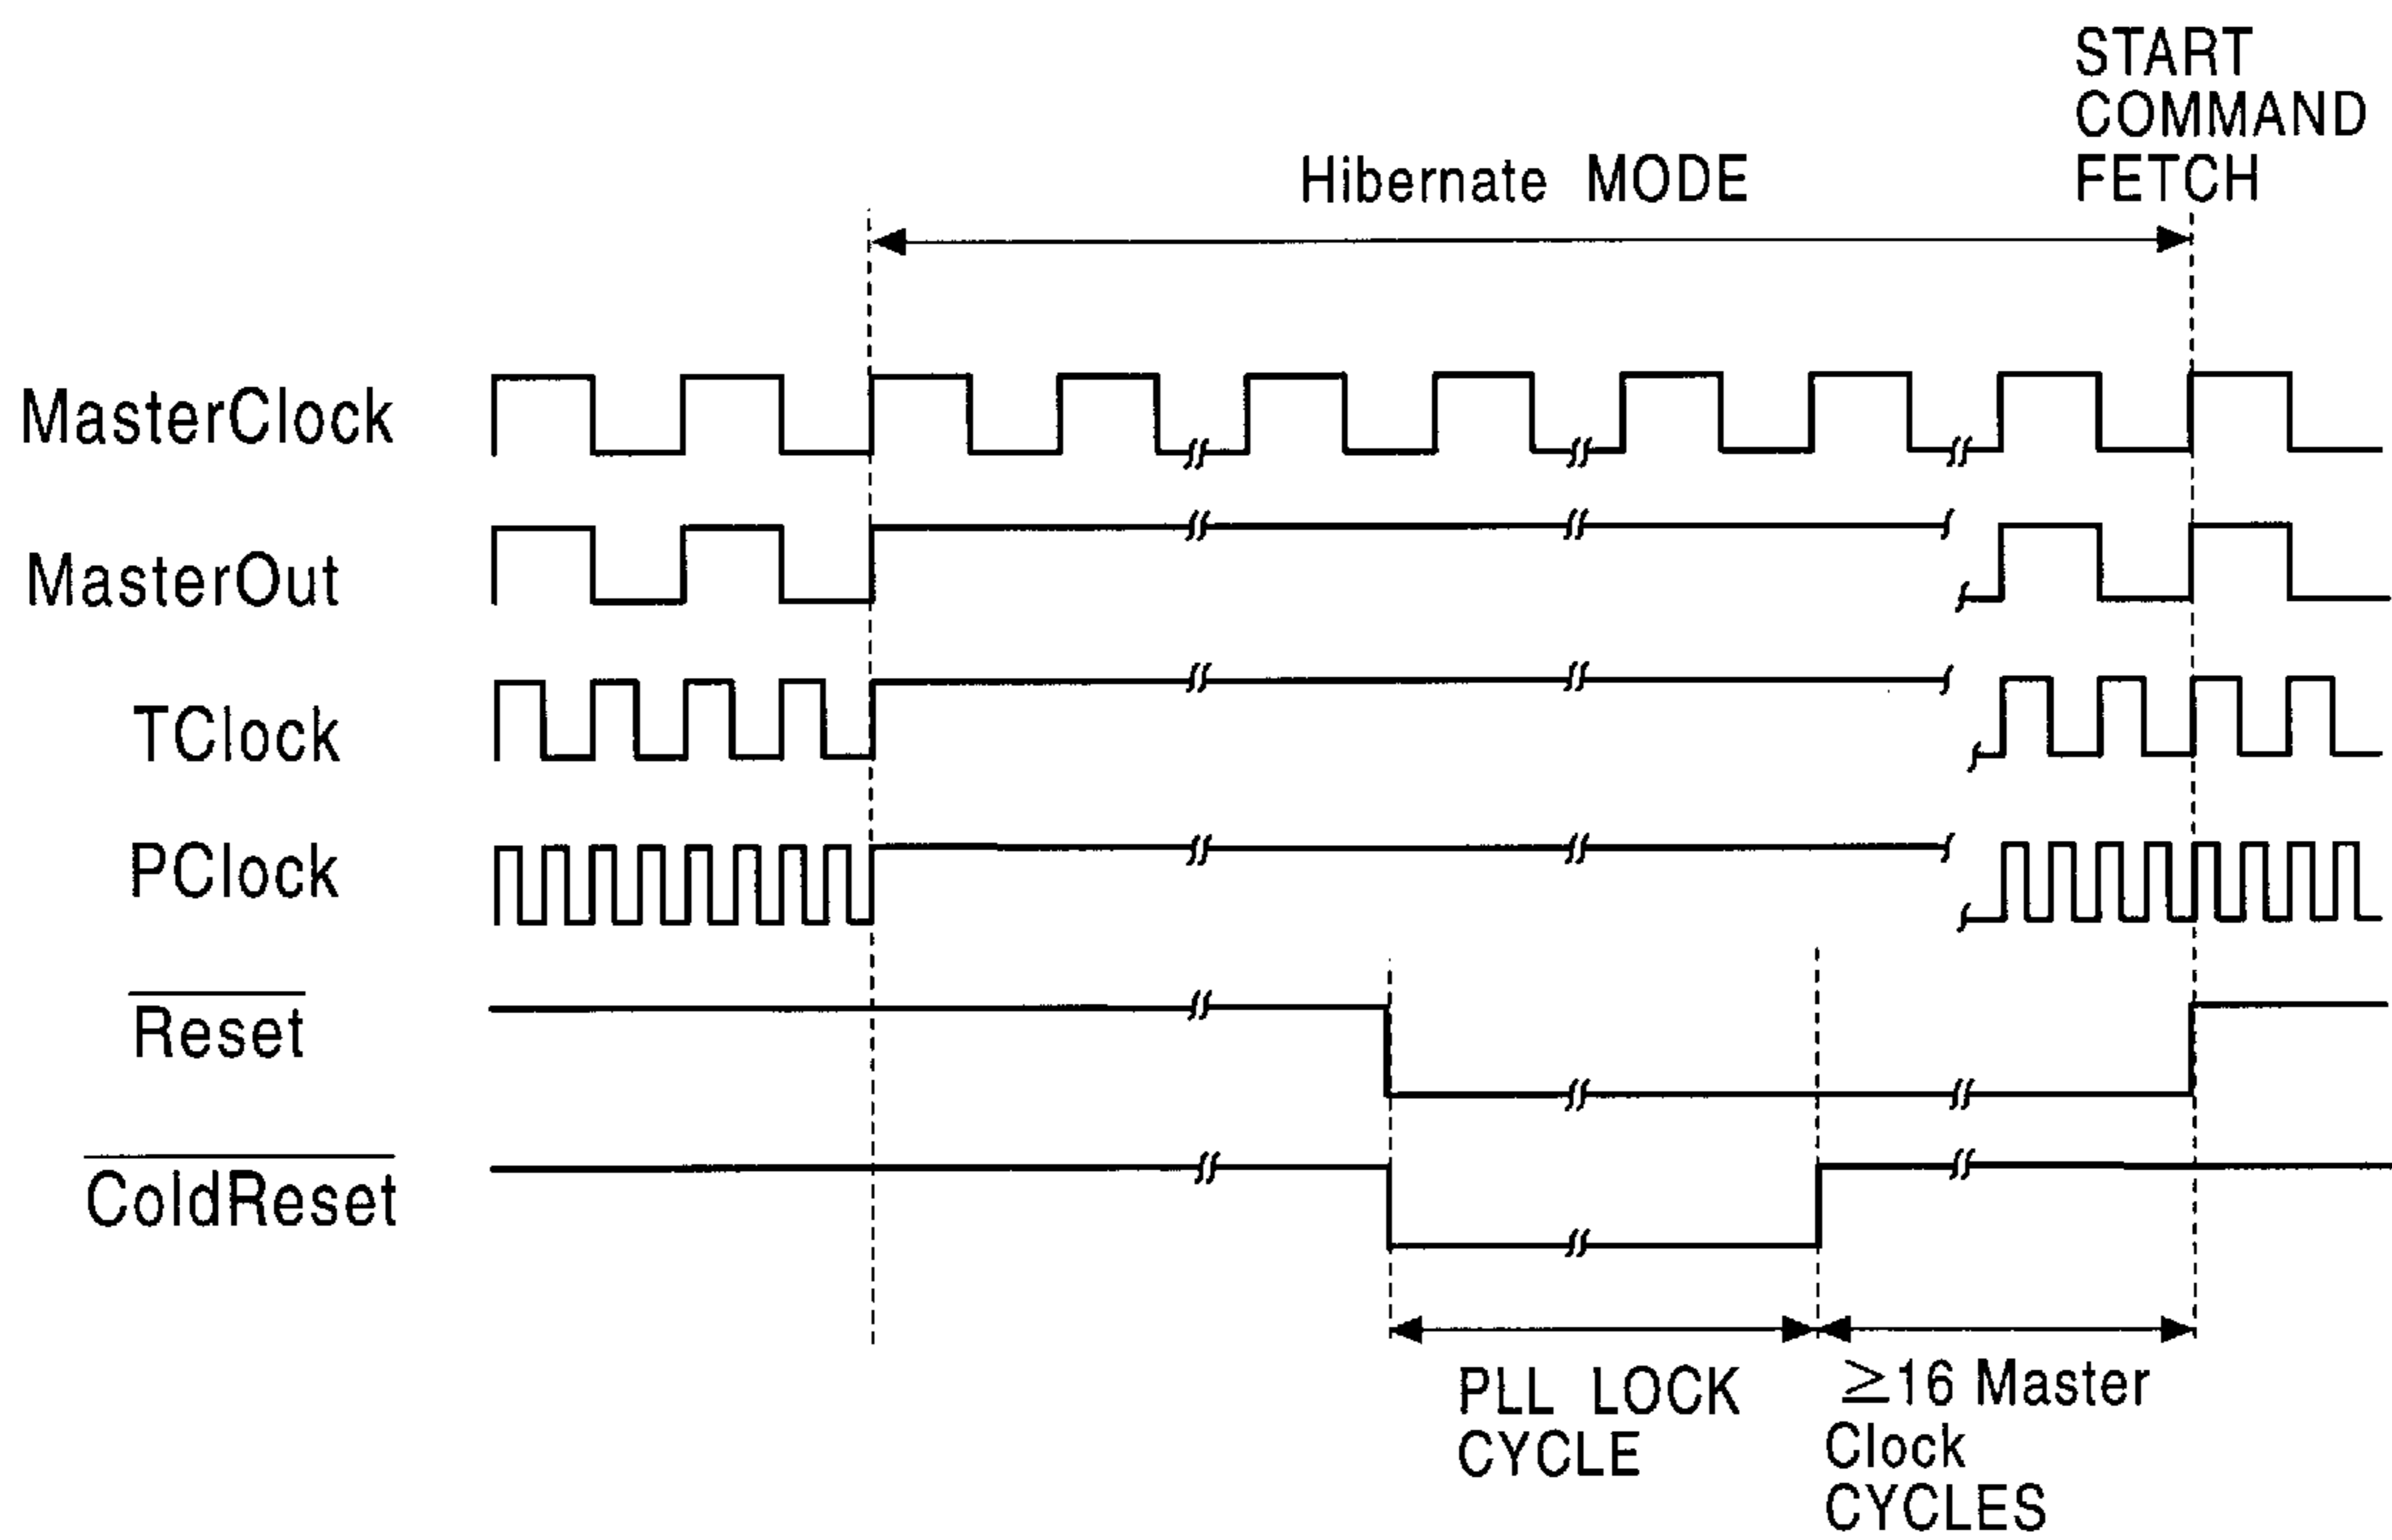 START
COMMAND
FETCH
Hibernate MODE
MasterClock
MasterOut
TClock
PClock
Reset
ColdReset
PLL LOCK
CYCLE
≥16 Master
Clock
CYCLES